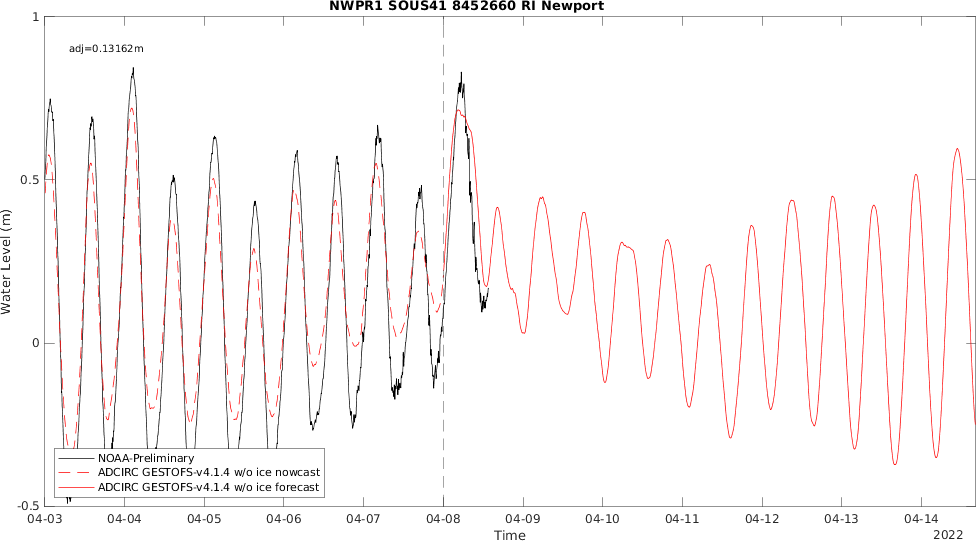 NWPR1 SOUS41 8452660 RI Newport
adj=0.13162m
1
0.5
0
-0.5
Water Level (m)
NOAA-Preliminary
ADCIRC GESTOFS-v4.1.4 w/o ice nowcast
ADCIRC GESTOFS-v4.1.4 w/o ice forecast
04-03 04-04 04-05 04-06 04-07 04-08 04-09 04-10 04-11 04-12 04-13 04-14
Time
2022